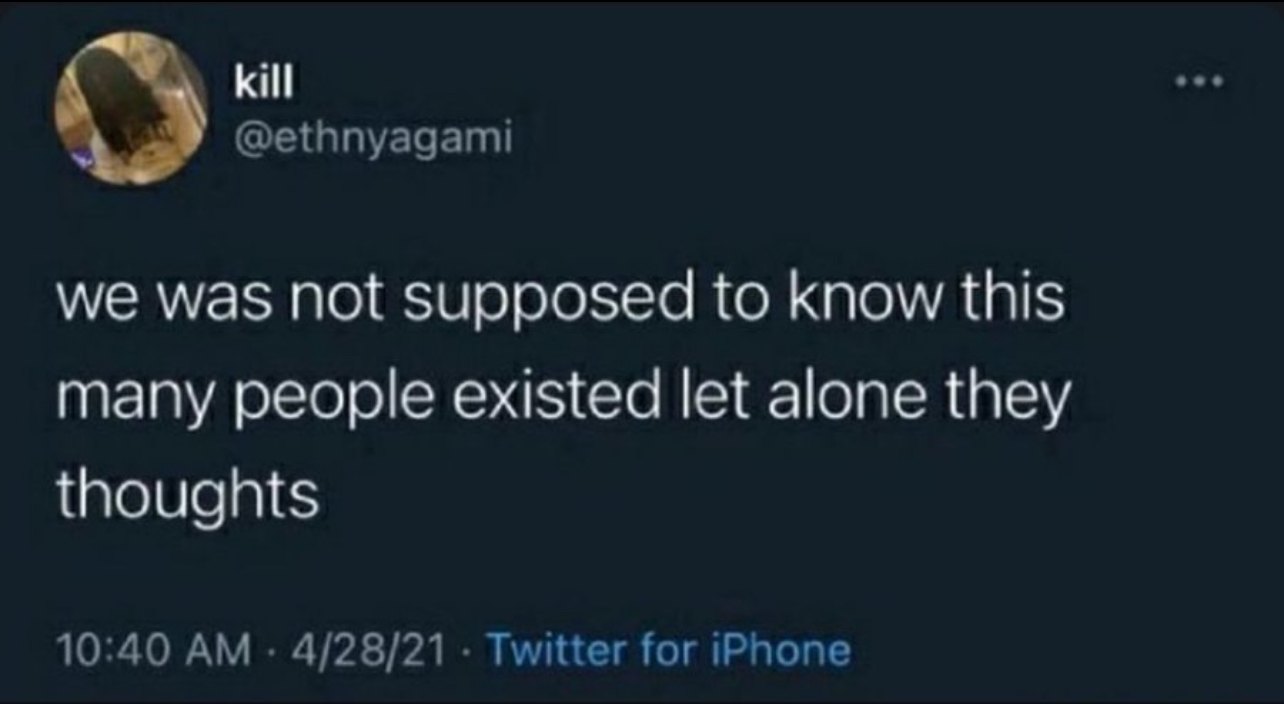 kill
@ethnyagami
we was not supposed to know this
many people existed let alone they
thoughts
10:40 AM · 4/28/21 · Twitter for iPhone